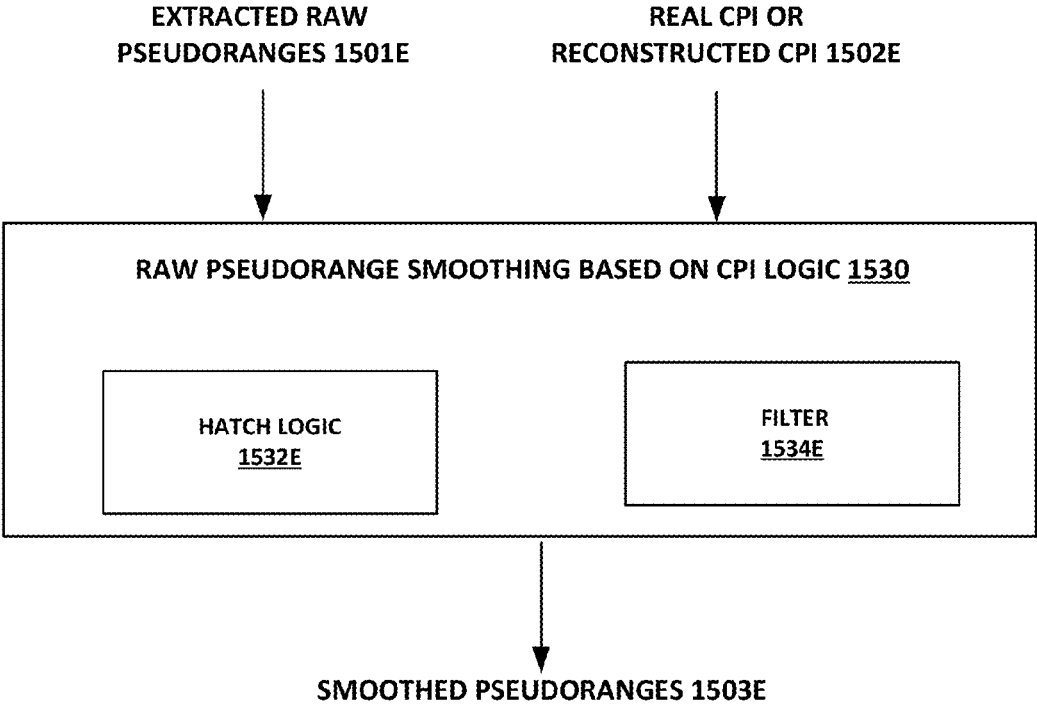 EXTRACTED RAW
PSEUDORANGES 1501E
REAL CPI OR
RECONSTRUCTED CPI 1502E
RAW PSEUDORANGE SMOOTHING BASED ON CPI LOGIC 1530
HATCH LOGIC
1532E
FILTER
1534E
SMOOTHED PSEUDORANGES 1503E